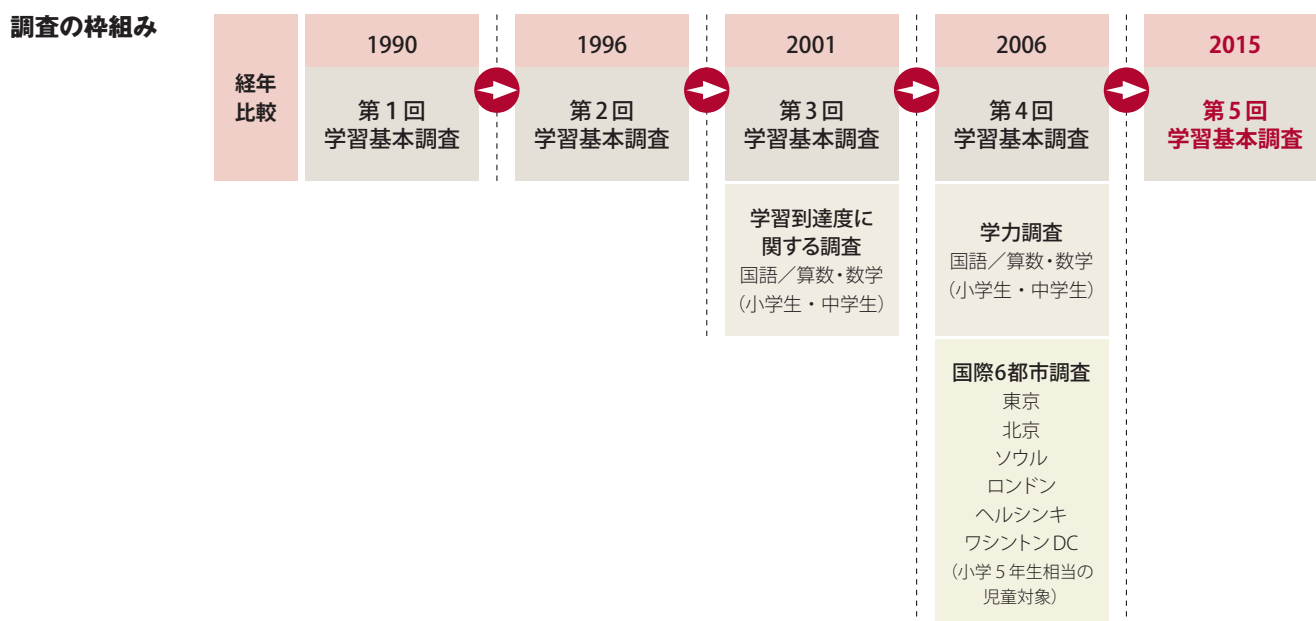 調査の枠組み
経年
比較
1990
第1回
学習基本調査
1996
第2回
学習基本調査
2001
第3回
学習基本調査
2006
第4回
学習基本調査
2015
第5回
学習基本調査
学習到達度に
関する調査
国語／算数・数学
（小学生・中学生）
学力調査
国語／算数・数学
（小学生・中学生）
国際6都市調査
東京
北京
ソウル
ロンドン
ヘルシンキ
ワシントンDC
（小学5年生相当の
児童対象）